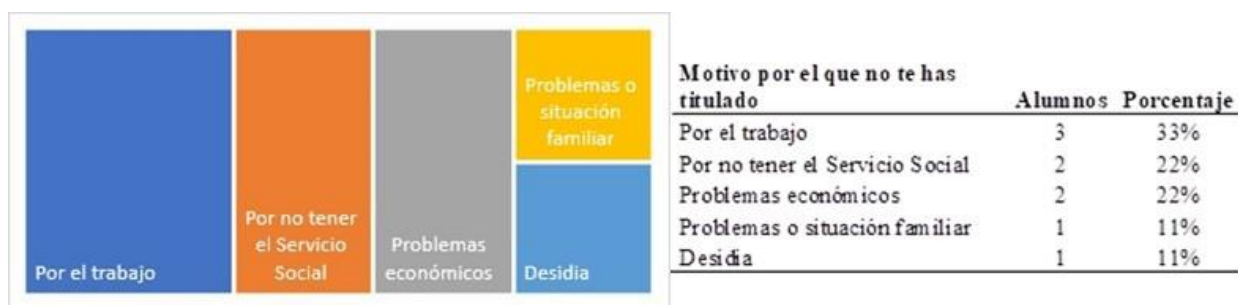 Por el trabajo
Por no tener
el Servicio
Social
Problemas
económicos
Problemas o
situación
familiar
Desidia
Motivo por el que no te has
titulado Alumnos Porcentaje
Por el trabajo 3 33%
Por no tener el Servicio Social 2 22%
Problemas económicos 2 22%
Problemas o situación familiar 1 11%
Desidia 1 11%